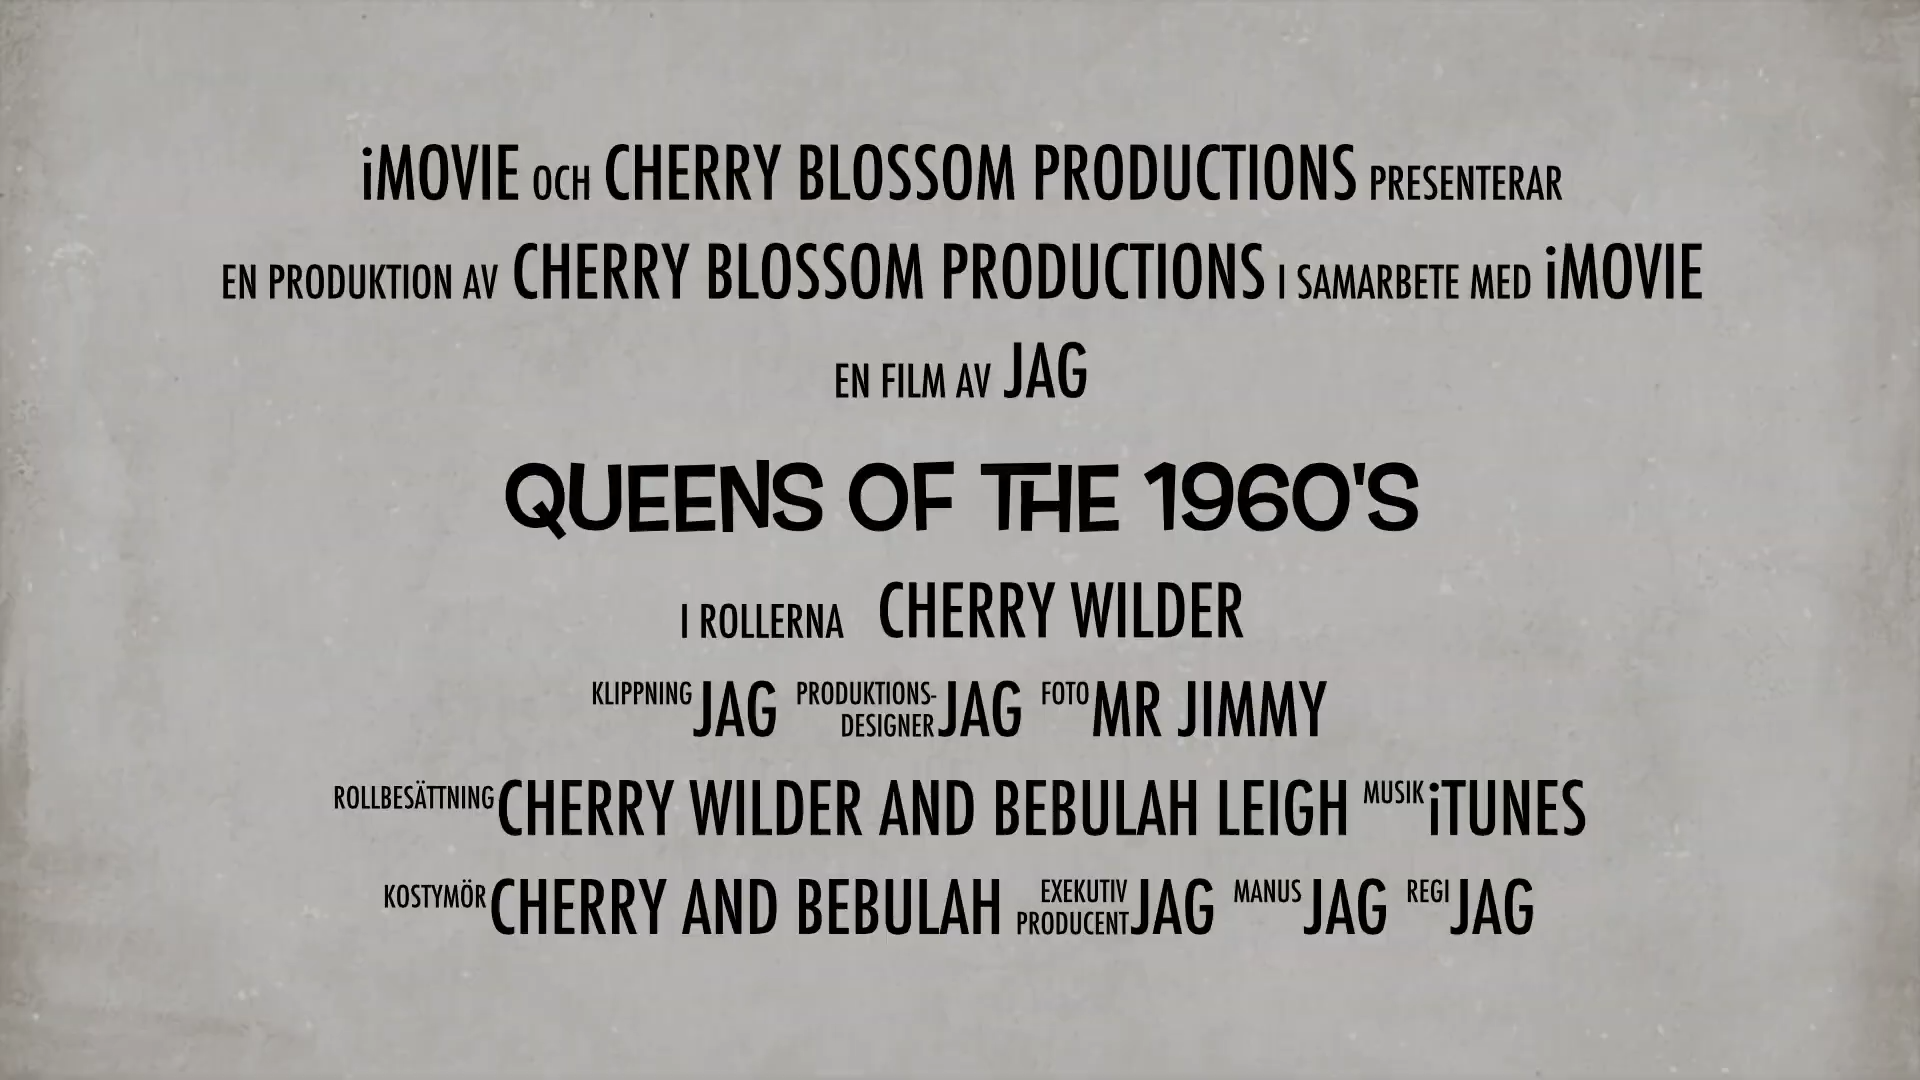 iMOVIE OCH CHERRY BLOSSOM PRODUCTIONS PRESENTERAR
EN PRODUKTION AV CHERRY BLOSSOM PRODUCTIONS I SAMARBETE MED iMOVIE
EN FILM AV JAG
QUEENS OF THE 1960'S
I ROLLERNA CHERRY WILDER
KLIPPNING JAG PRODUKTIONS-DESIGNER JAG FOTO MR JIMMY
ROLLBESÄTTNING CHERRY WILDER AND BEBULAH LEIGH MUSIK iTUNES
KOSTYMÖR CHERRY AND BEBULAH EXEKUTIV PRODUCENT JAG MANUS JAG REGI JAG